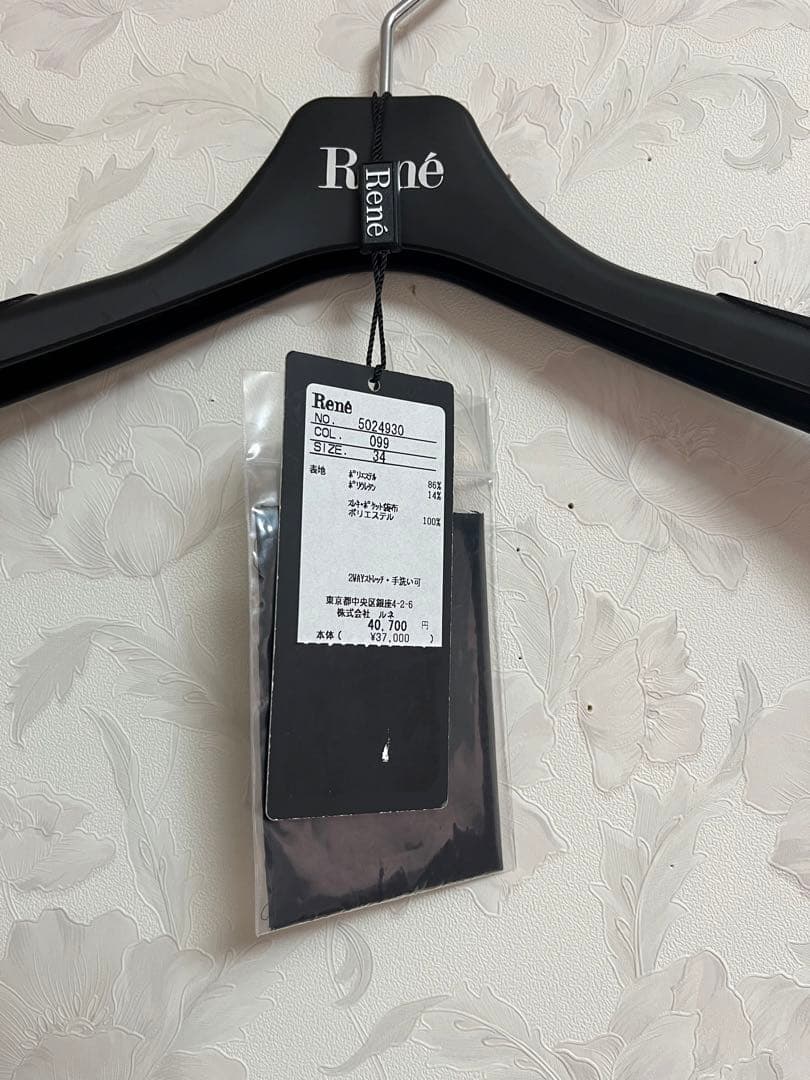 René
René
René
NO. 5024930
COL. 099
SIZE. 34
表地 ポリエステル 86%
ポリウレタン 14%
スレキ・ポケット袋布
ポリエステル 100%
2WAYストレッチ・手洗い可
東京都中央区銀座4-2-6
株式会社 ルネ
40,700 円
本体( ¥37,000 )